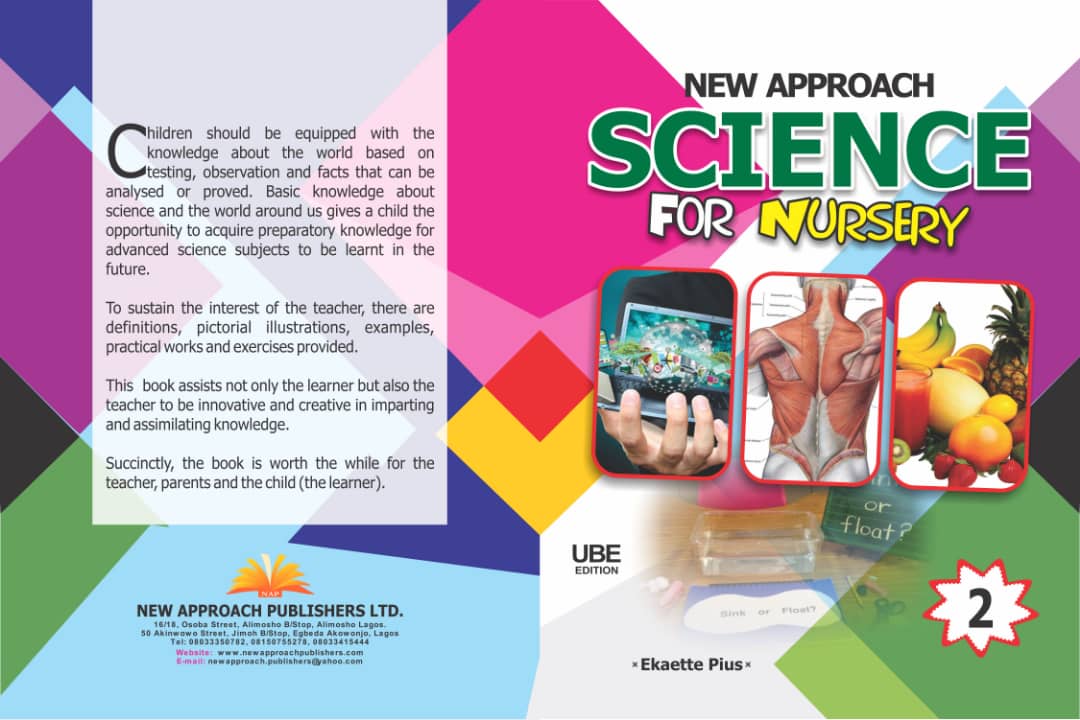 Children should be equipped with the
knowledge about the world based on
testing, observation and facts that can be
analysed or proved. Basic knowledge about
science and the world around us gives a child the
opportunity to acquire preparatory knowledge for
advanced science subjects to be learnt in the
future.
To sustain the interest of the teacher, there are
definitions, pictorial illustrations, examples,
practical works and exercises provided.
This book assists not only the learner but also the
teacher to be innovative and creative in imparting
and assimilating knowledge.
Succinctly, the book is worth the while for the
teacher, parents and the child (the learner).
NAP
NEW APPROACH PUBLISHERS LTD.
16/18, Osoba Street, Alimosho B/Stop, Alimosho Lagos.
50 Akinwowo Street, Jimoh B/Stop, Egbeda Akowonjo, Lagos
Tel: 08033350782, 08150755278, 08033415444
Website: www.newapproachpublishers.com
E-mail: newapproach.publishers@yahoo.com
NEW APPROACH
SCIENCE
FOR NURSERY
or
float?
Sink or Float?
UBE
EDITION
2
Ekaette Pius